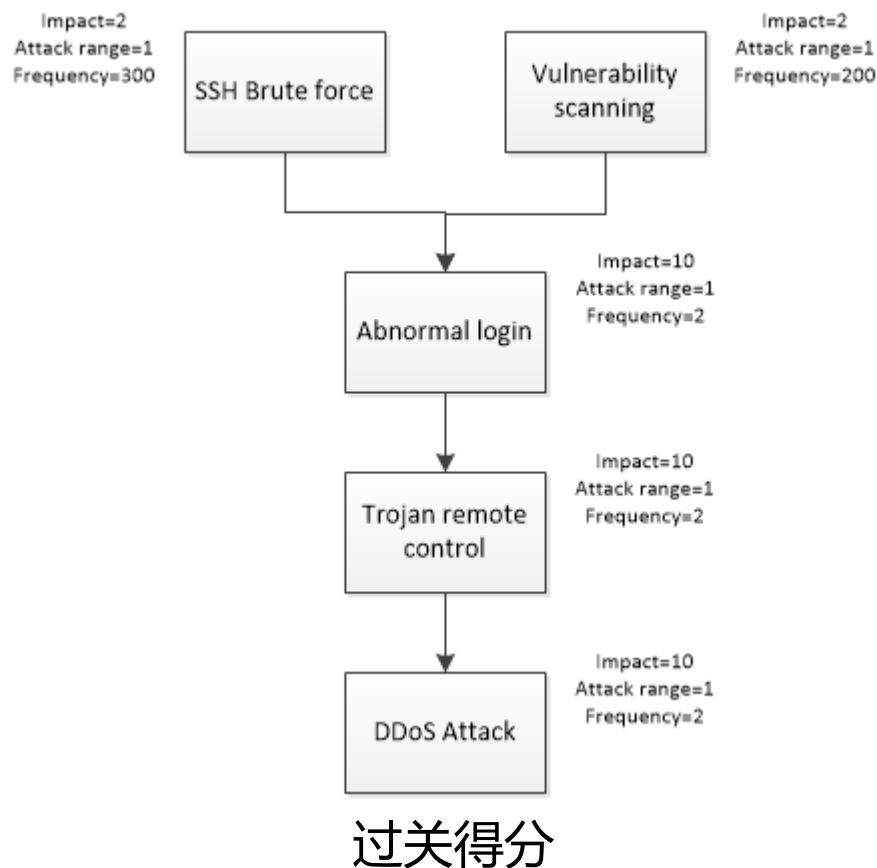 Impact=2
Attack range=1
Frequency=300
SSH Brute force
Vulnerability
scanning
Impact=2
Attack range=1
Frequency=200
Abnormal login
Impact=10
Attack range=1
Frequency=2
Trojan remote
control
Impact=10
Attack range=1
Frequency=2
DDoS Attack
Impact=10
Attack range=1
Frequency=2
过关得分